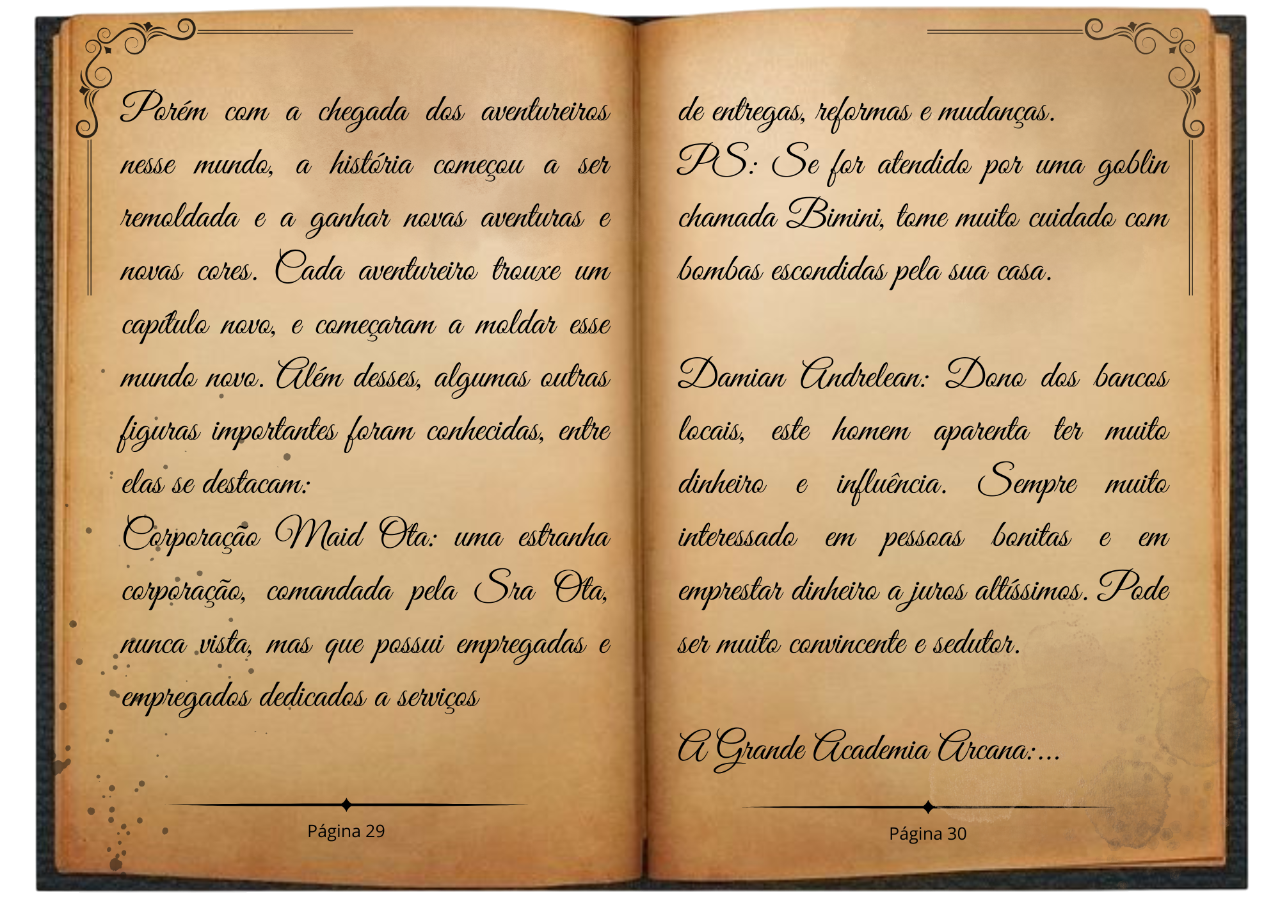 Porém com a chegada dos aventureiros
nesse mundo, a história começou a ser
remoldada e a ganhar novas aventuras e
novas cores. Cada aventureiro trouxe um
capítulo novo, e começaram a moldar esse
mundo novo. Além desses, algumas outras
figuras importantes foram conhecidas, entre
elas se destacam:
Corporação Maid Ota: uma estranha
corporação, comandada pela Sra Ota,
nunca vista, mas que possui empregadas e
empregados dedicados a serviços
Página 29
de entregas, reformas e mudanças.
PS: Se for atendido por uma goblin
chamada Bimini, tome muito cuidado com
bombas escondidas pela sua casa.
Damian Andrelean: Dono dos bancos
locais, este homem aparenta ter muito
dinheiro e influência. Sempre muito
interessado em pessoas bonitas e em
emprestar dinheiro a juros altíssimos. Pode
ser muito convincente e sedutor.
A Grande Academia Arcana:...
Página 30